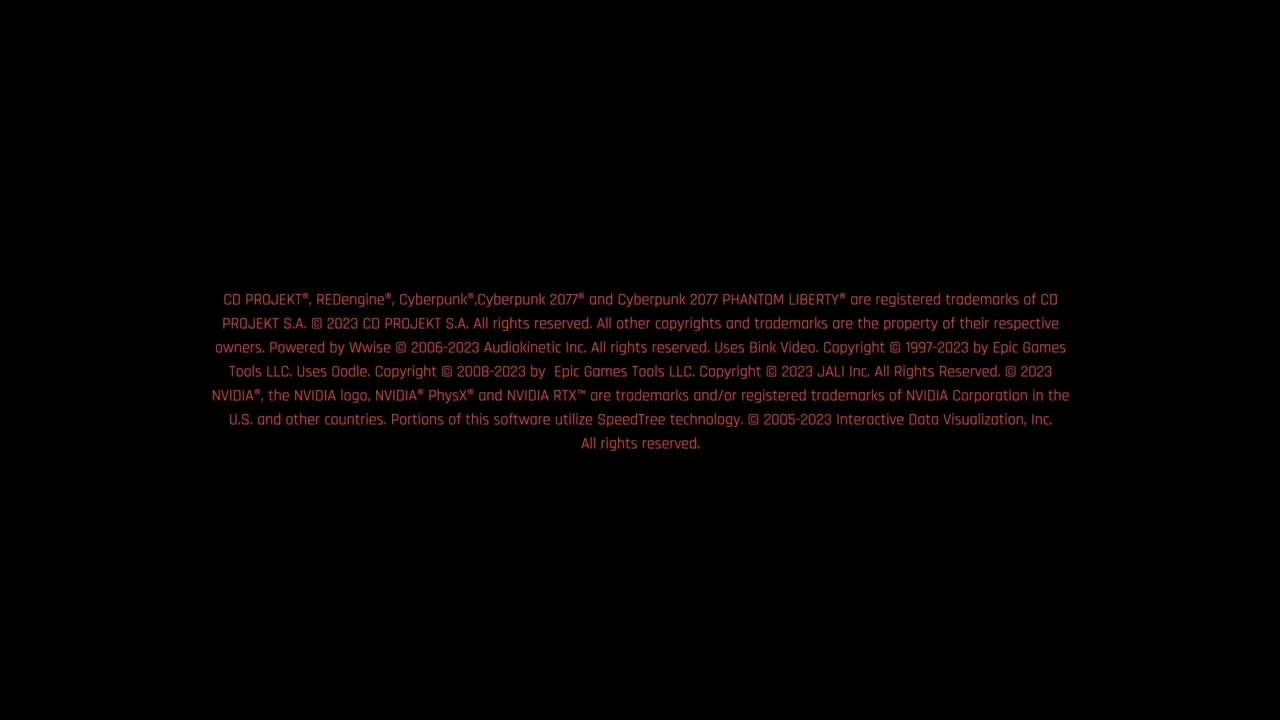 CD PROJEKT®, REDengine®, Cyberpunk®,Cyberpunk 2077® and Cyberpunk 2077 PHANTOM LIBERTY® are registered trademarks of CD
PROJEKT S.A. © 2023 CD PROJEKT S.A. All rights reserved. All other copyrights and trademarks are the property of their respective
owners. Powered by Wwise © 2006-2023 Audiokinetic Inc. All rights reserved. Uses Bink Video. Copyright © 1997-2023 by Epic Games
Tools LLC. Uses Oodle. Copyright © 2008-2023 by  Epic Games Tools LLC. Copyright © 2023 JALI Inc. All Rights Reserved. © 2023
NVIDIA®, the NVIDIA logo, NVIDIA® PhysX® and NVIDIA RTX™ are trademarks and/or registered trademarks of NVIDIA Corporation in the
U.S. and other countries. Portions of this software utilize SpeedTree technology. © 2005-2023 Interactive Data Visualization, Inc.
All rights reserved.